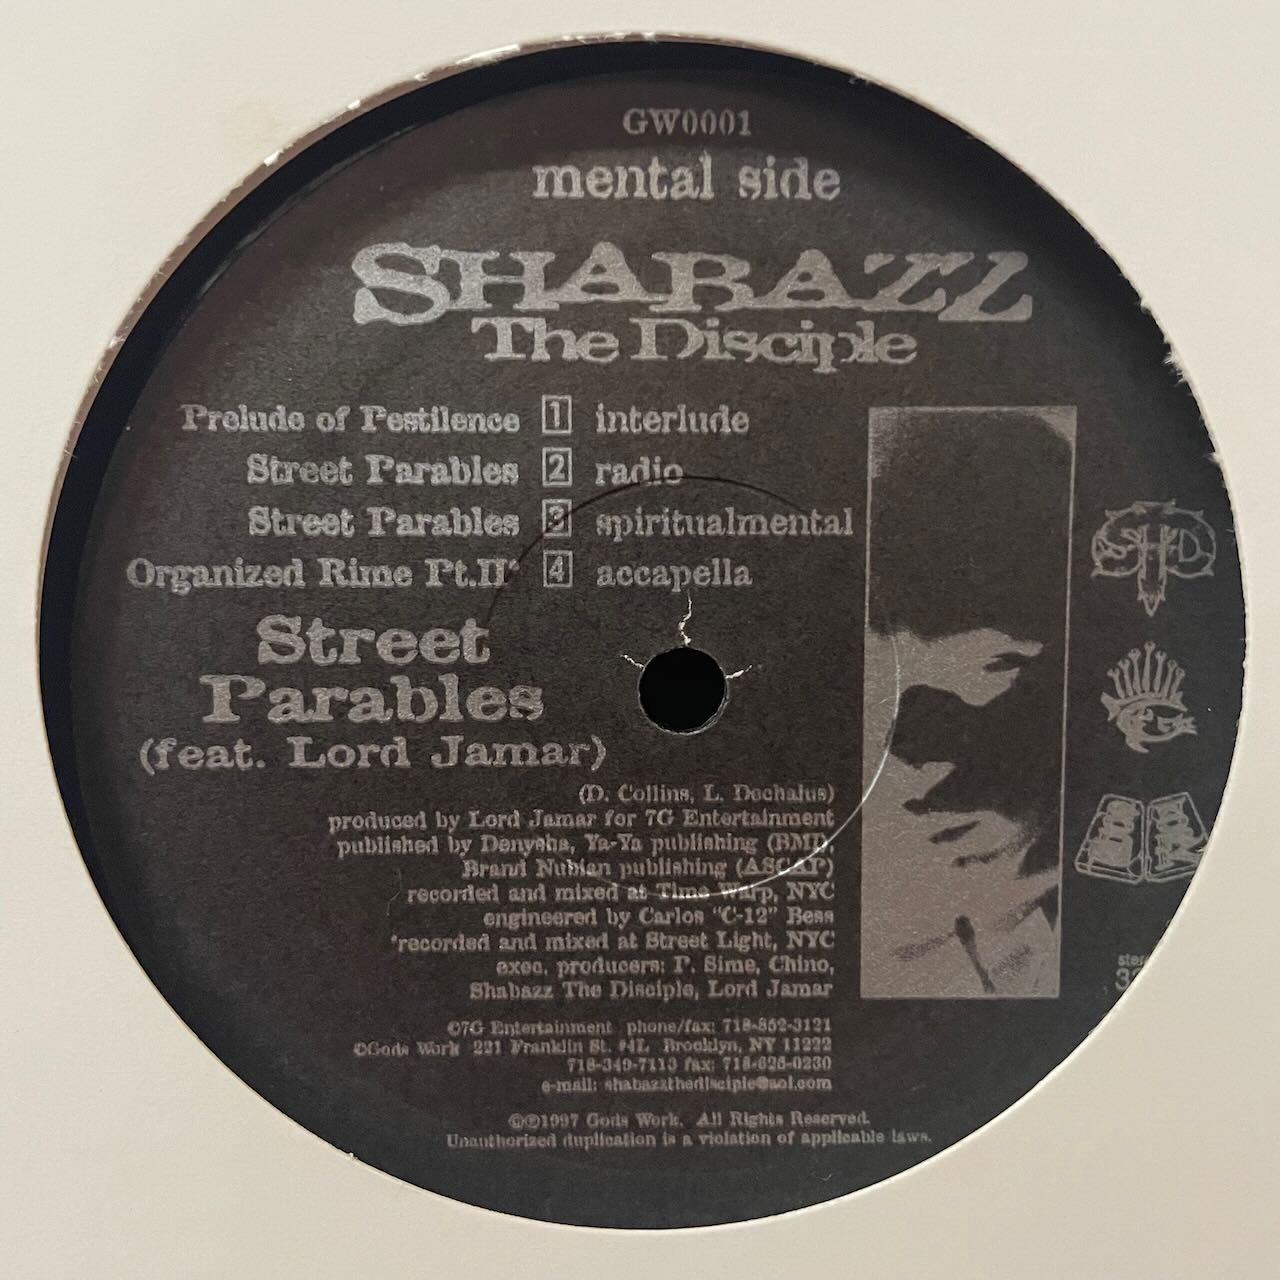 GW0001
mental side
SHABAZZ
The Disciple
Prelude of Pestilence 1 interlude
Street Parables 2 radio
Street Parables 3 spiritualmental
Organized Rime Pt.II* 4 accapella
Street
Parables
(feat. Lord Jamar)
(D. Collins, L. Dechalus)
produced by Lord Jamar for 7G Entertainment
published by Denysha, Ya-Ya publishing (BMI),
Brand Nubian publishing (ASCAP)
recorded and mixed at Time Warp, NYC
engineered by Carlos "C-12" Bess
*recorded and mixed at Street Light, NYC
exec. producers: P. Sime, Chino,
Shabazz The Disciple, Lord Jamar
©7G Entertainment phone/fax: 718-852-3121
©Gods Work 221 Franklin St. #4L Brooklyn, NY 11222
718-349-7113 fax: 718-626-0230
e-mail: shabazzthedisciple@aol.com
©℗1997 Gods Work. All Rights Reserved.
Unauthorized duplication is a violation of applicable laws.
STD